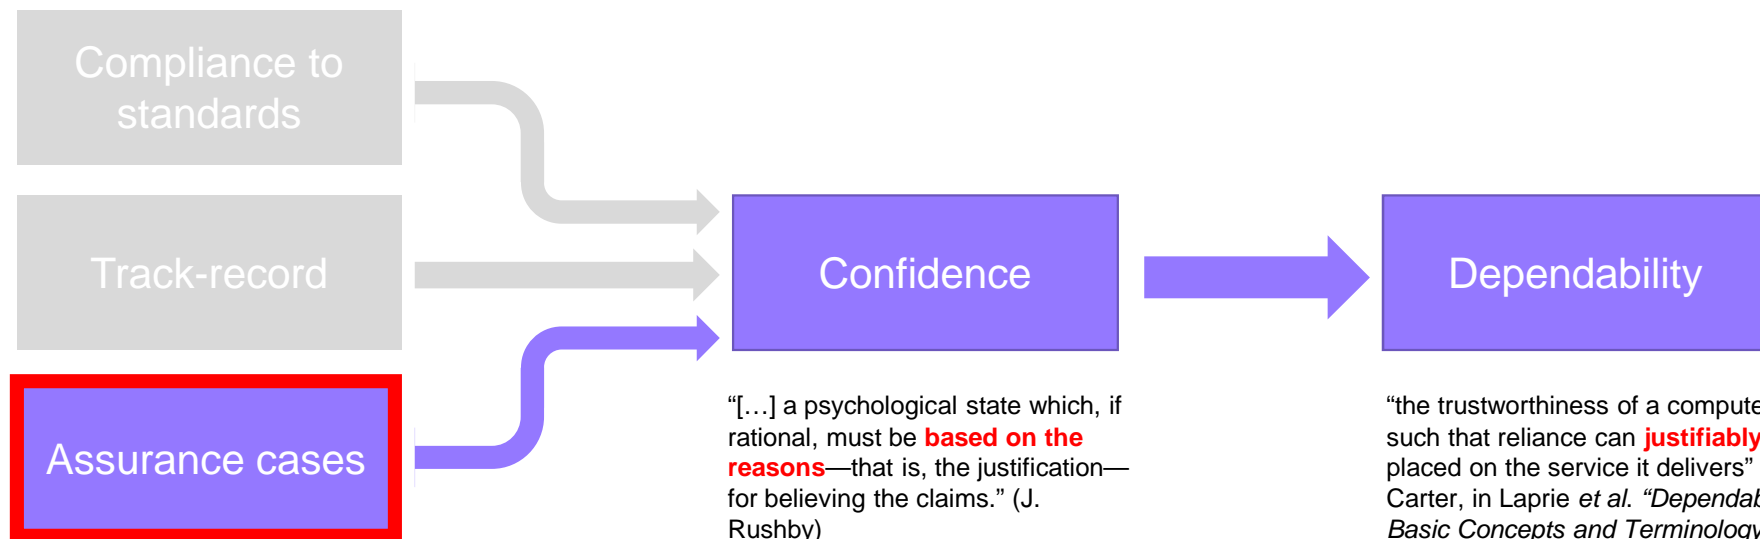 Compliance to
standards
Track-record
Assurance cases
Confidence
Dependability
“[…] a psychological state which, if
rational, must be based on the
reasons—that is, the justification—
for believing the claims.” (J.
Rushby)
“the trustworthiness of a compute
such that reliance can justifiably
placed on the service it delivers”
Carter, in Laprie et al. “Dependab
Basic Concepts and Terminology